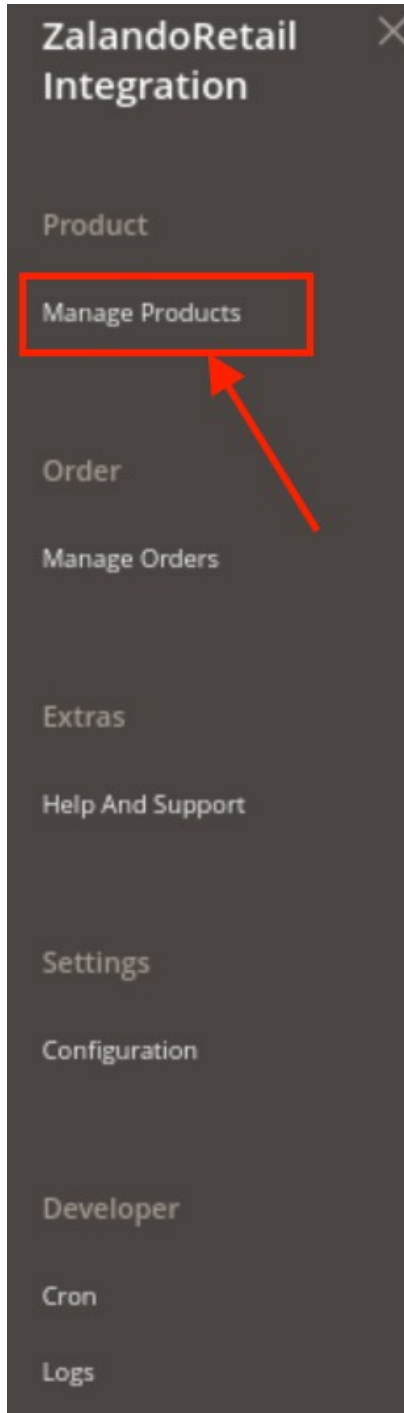 ZalandoRetail
Integration
Product
Manage Products
Order
Manage Orders
Extras
Help And Support
Settings
Configuration
Developer
Cron
Logs